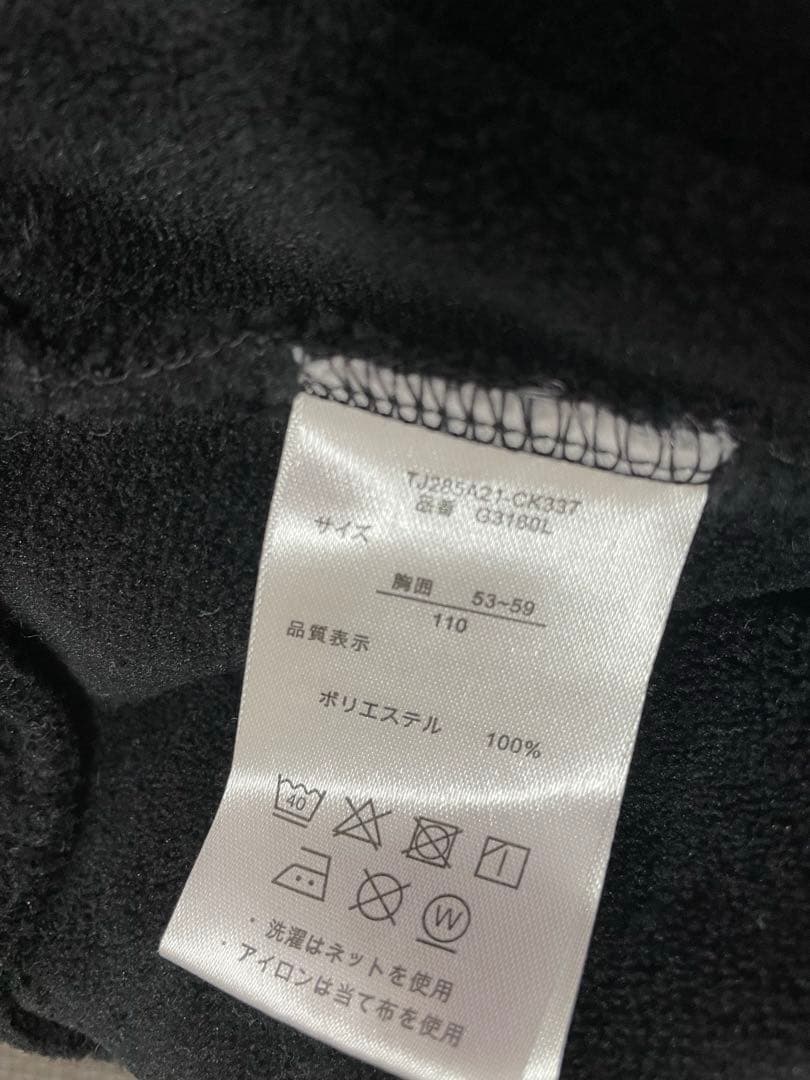 TJ285A21-CK337
品番 G3160L
サイズ
胸囲 53~59
110
品質表示
ポリエステル 100%
40
W
・洗濯はネットを使用
・アイロンは当て布を使用